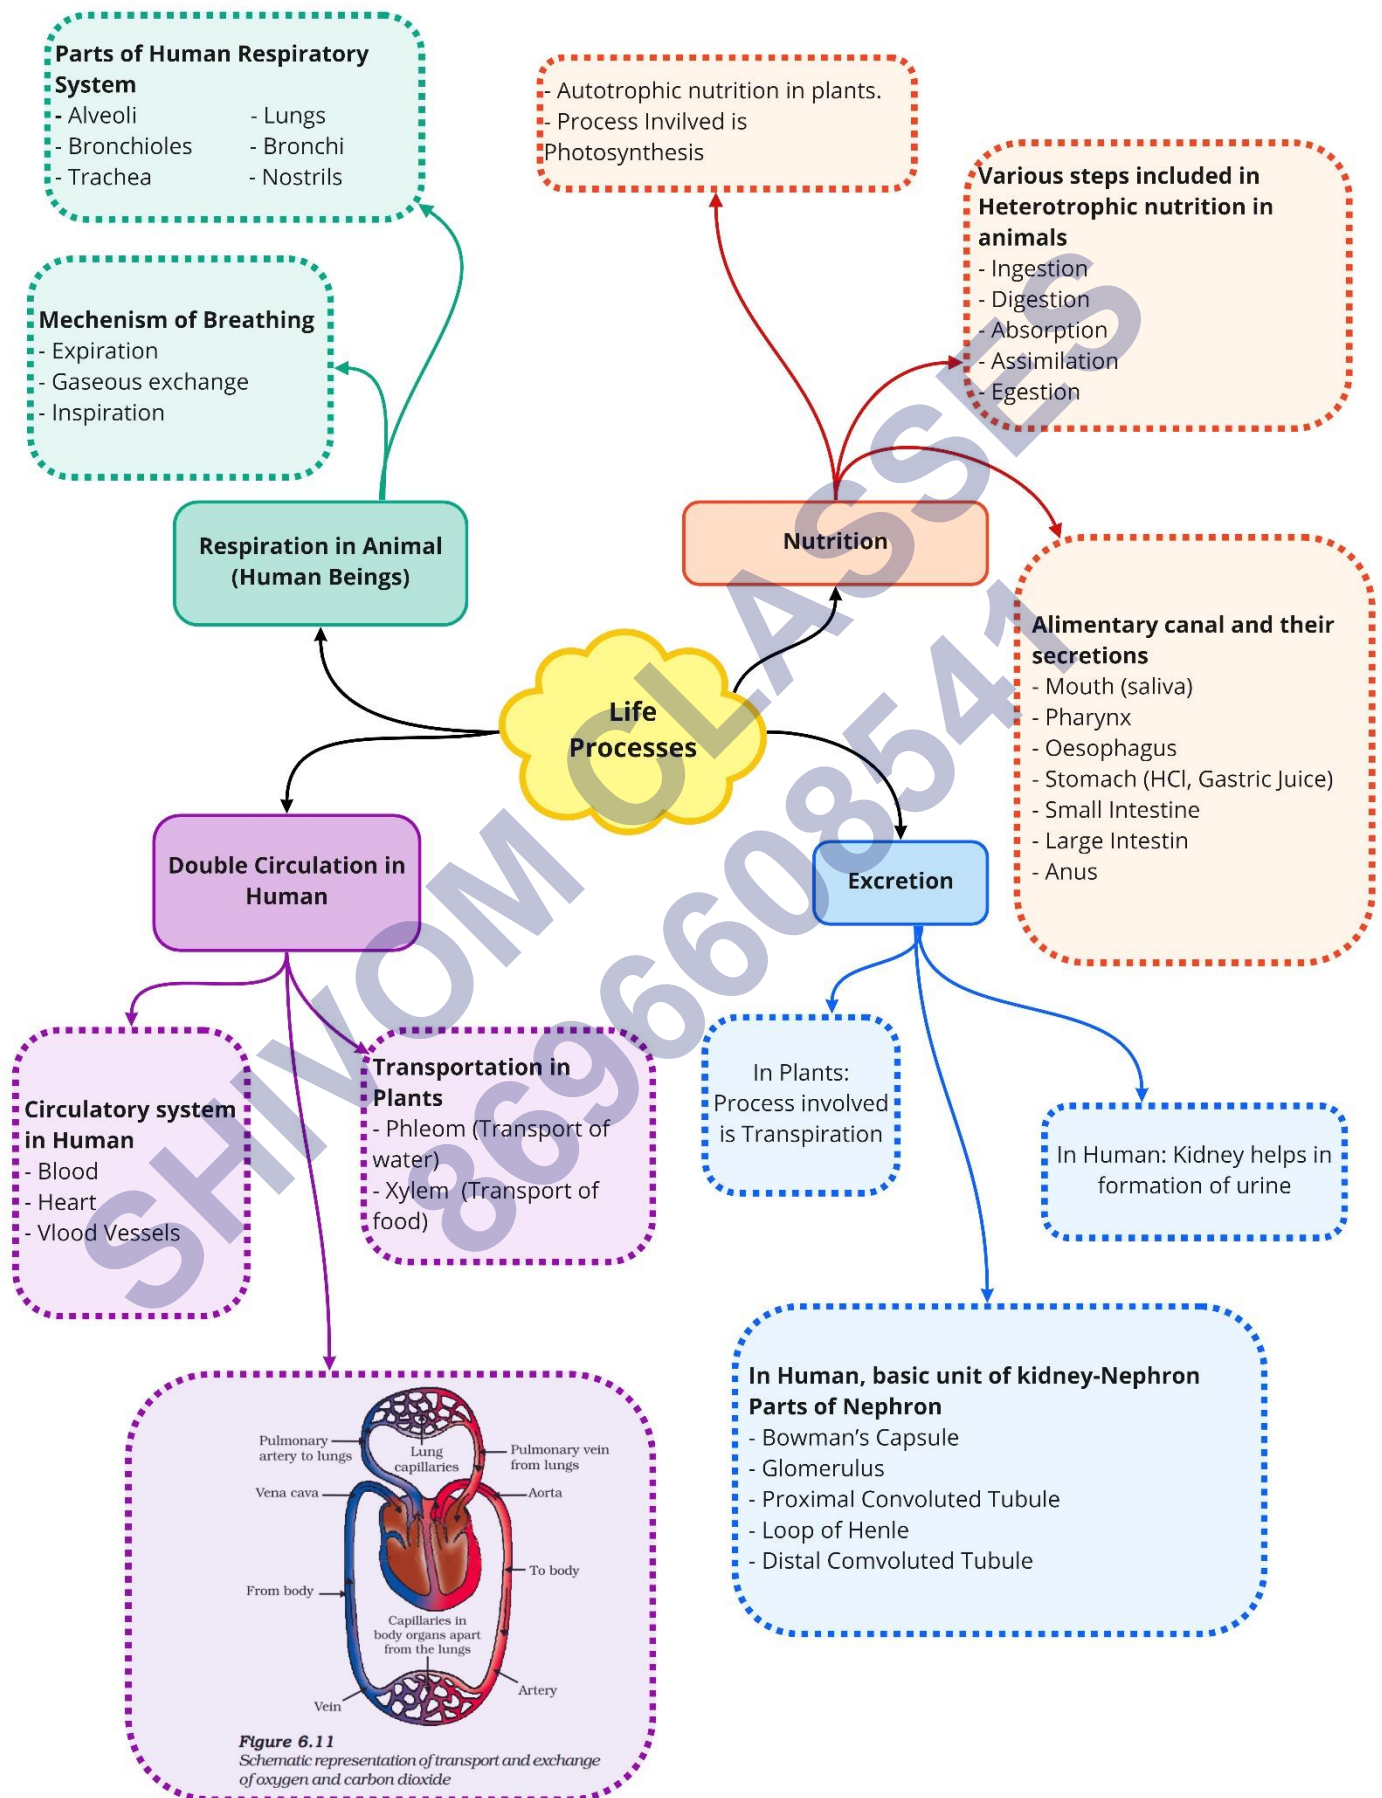 Parts of Human Respiratory
System
- Alveoli - Lungs
- Bronchioles - Bronchi
- Trachea - Nostrils
- Autotrophic nutrition in plants.
- Process Invilved is
Photosynthesis
Various steps included in
Heterotrophic nutrition in
animals
- Ingestion
- Digestion
- Absorption
- Assimilation
- Egestion
Mechenism of Breathing
- Expiration
- Gaseous exchange
- Inspiration
Respiration in Animal
(Human Beings)
Nutrition
Alimentary canal and their
secretions
- Mouth (saliva)
- Pharynx
- Oesophagus
- Stomach (HCl, Gastric Juice)
- Small Intestine
- Large Intestin
- Anus
Life
Processes
Double Circulation in
Human
Excretion
Circulatory system
in Human
- Blood
- Heart
- Vlood Vessels
Transportation in
Plants
- Phleom (Transport of
water)
- Xylem (Transport of
food)
In Plants:
Process involved
is Transpiration
In Human: Kidney helps in
formation of urine
In Human, basic unit of kidney-Nephron
Parts of Nephron
- Bowman's Capsule
- Glomerulus
- Proximal Convoluted Tubule
- Loop of Henle
- Distal Comvoluted Tubule
Pulmonary
artery to lungs
Lung
capillaries
Pulmonary vein
from lungs
Vena cava
Aorta
From body
To body
Capillaries in
body organs apart
from the lungs
Vein
Artery
Figure 6.11
Schematic representation of transport and exchange
of oxygen and carbon dioxide
SHIVOM CLASSES
8696608541